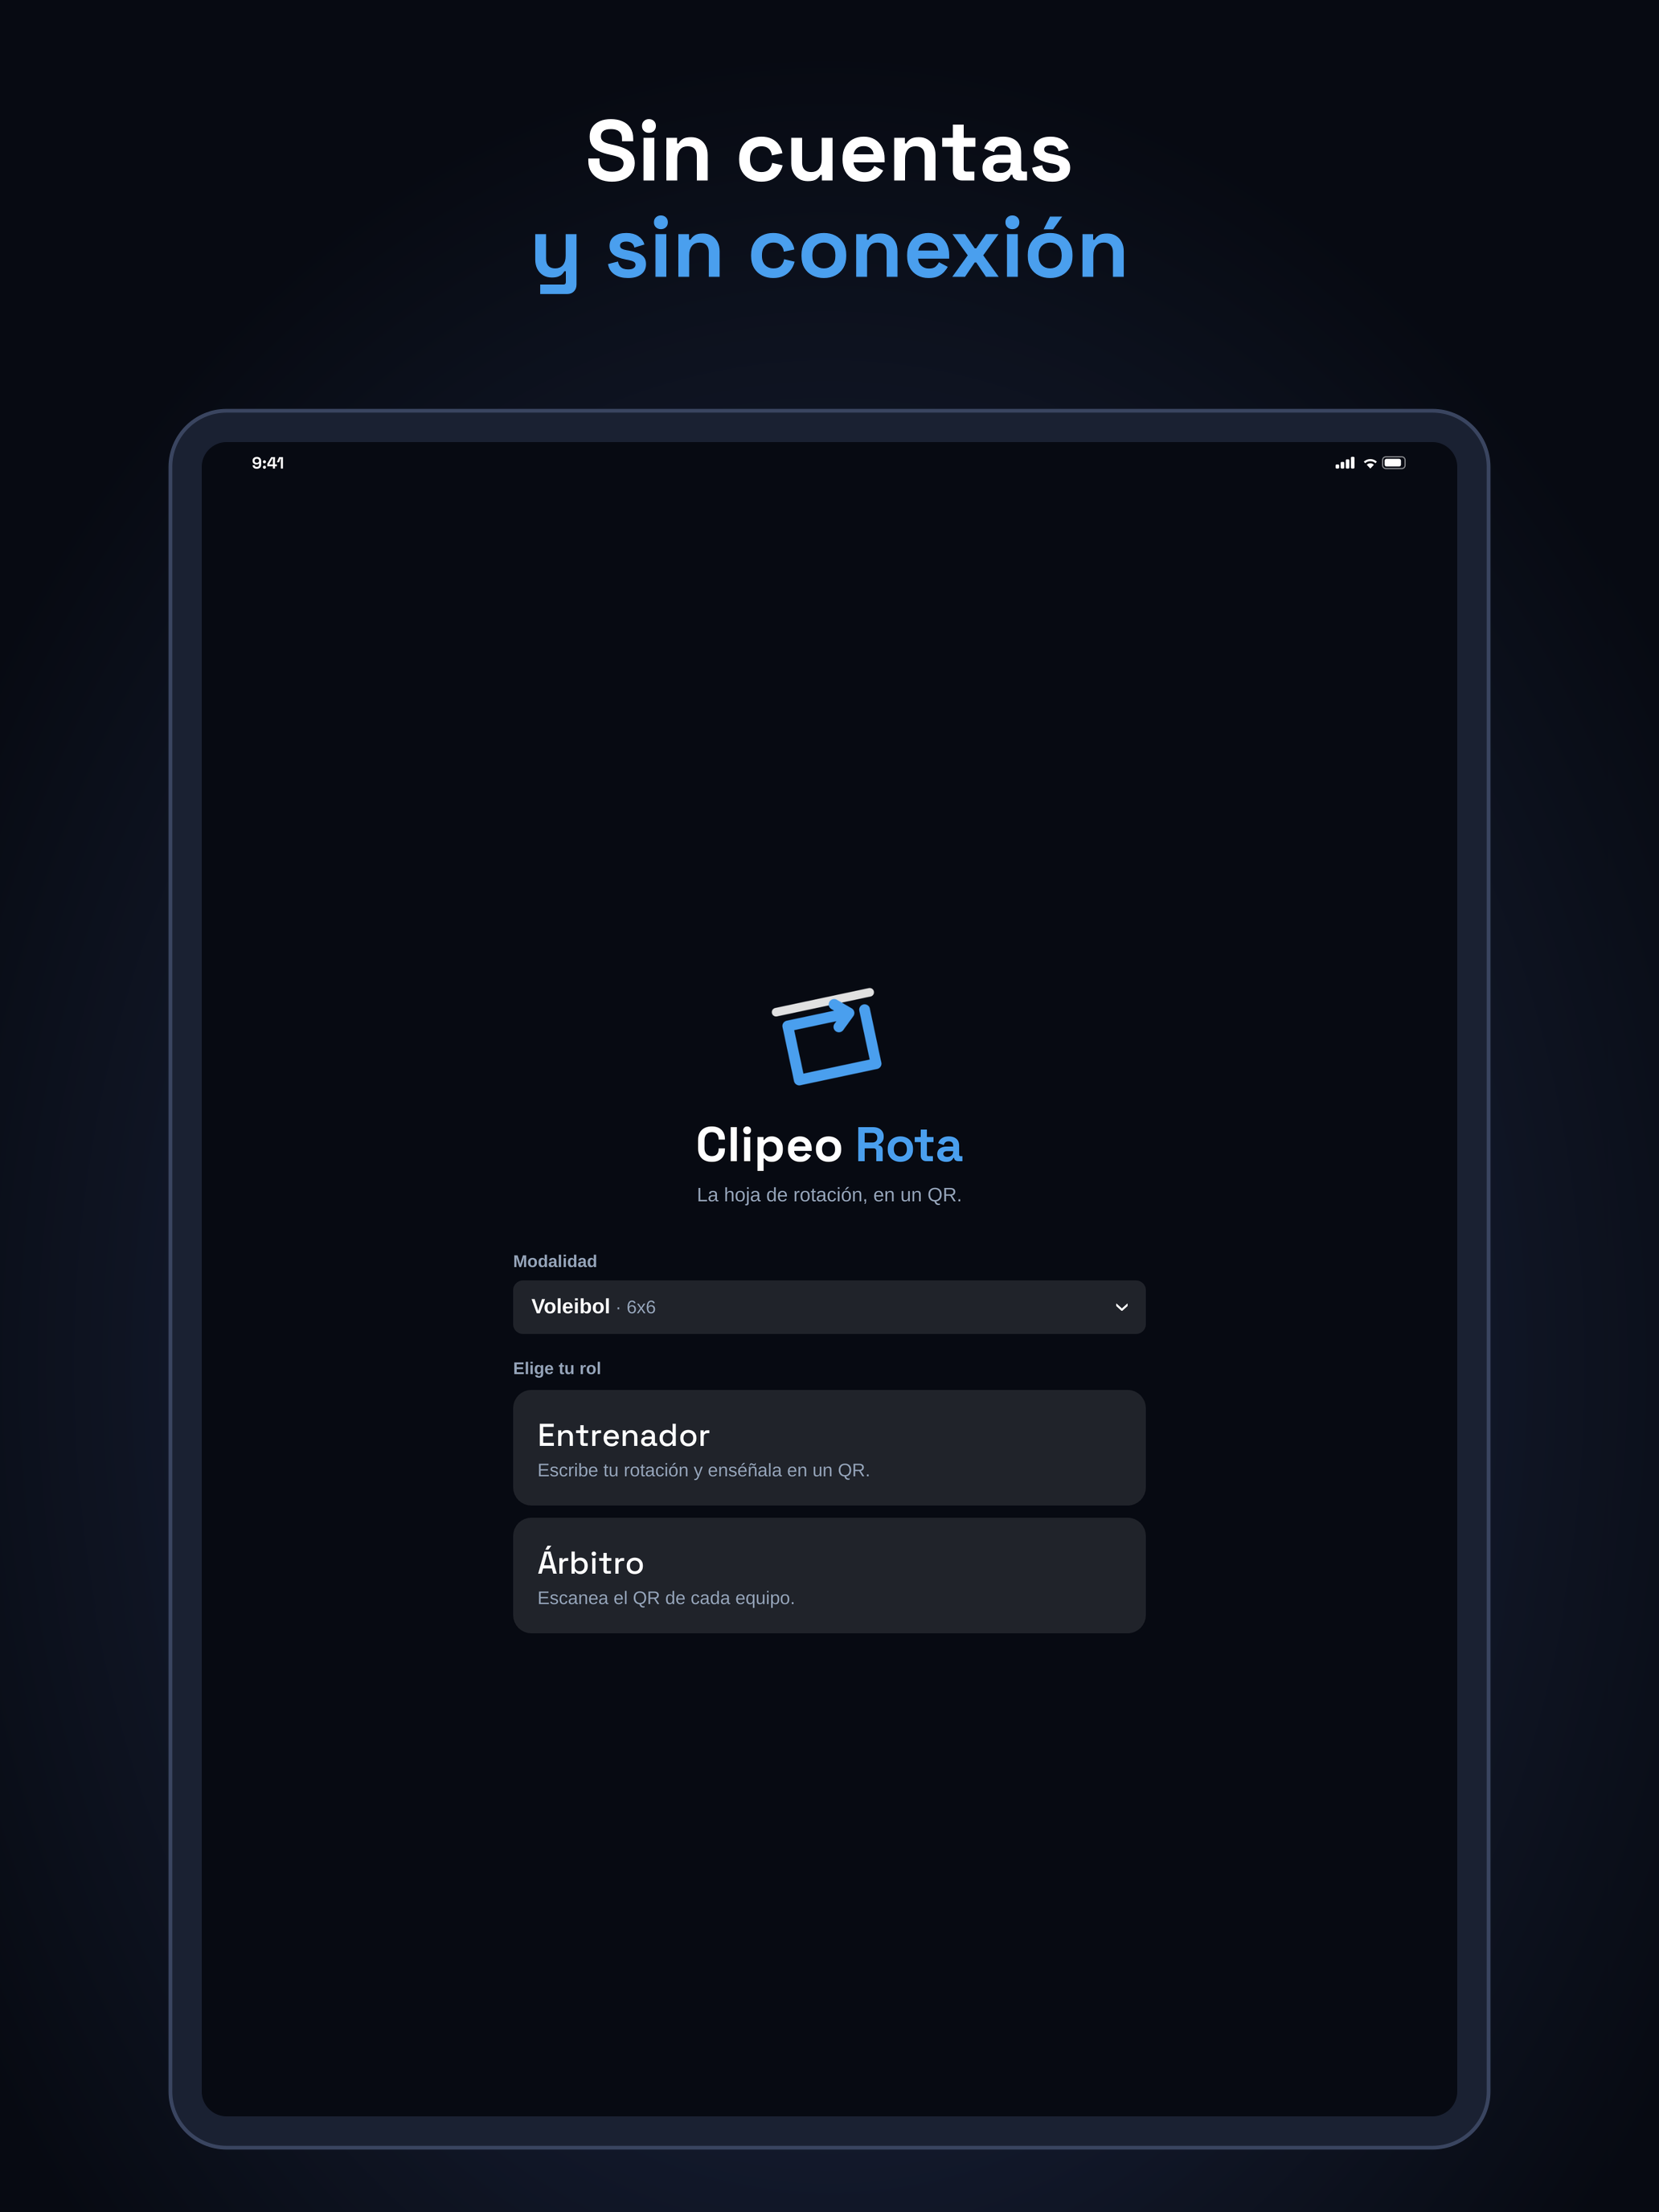 Sin cuentas
y sin conexión
9:41
Clipeo Rota
La hoja de rotación, en un QR.
Modalidad
Voleibol · 6x6
Elige tu rol
Entrenador
Escribe tu rotación y enséñala en un QR.
Árbitro
Escanea el QR de cada equipo.